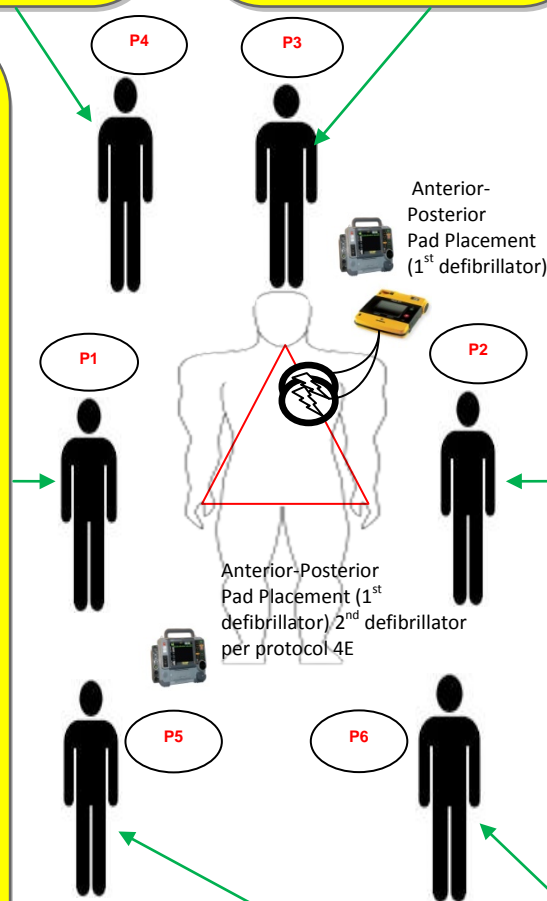 P4
P3
Anterior-
Posterior
Pad Placement
(1st defibrillator)
P1
P2
Anterior-Posterior
Pad Placement (1st
defibrillator) 2nd defibrillator
per protocol 4E
P5
P6